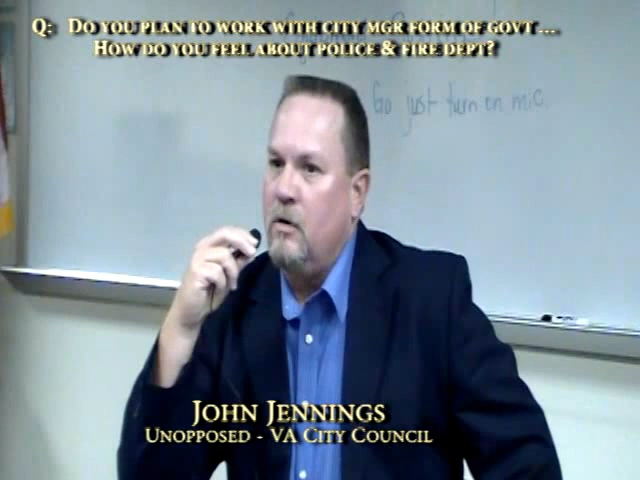 Q: Do you plan to work with city mgr form of govt ...
How do you feel about police & fire dept?
Go just turn on mic.
John Jennings
Unopposed - VA City Council